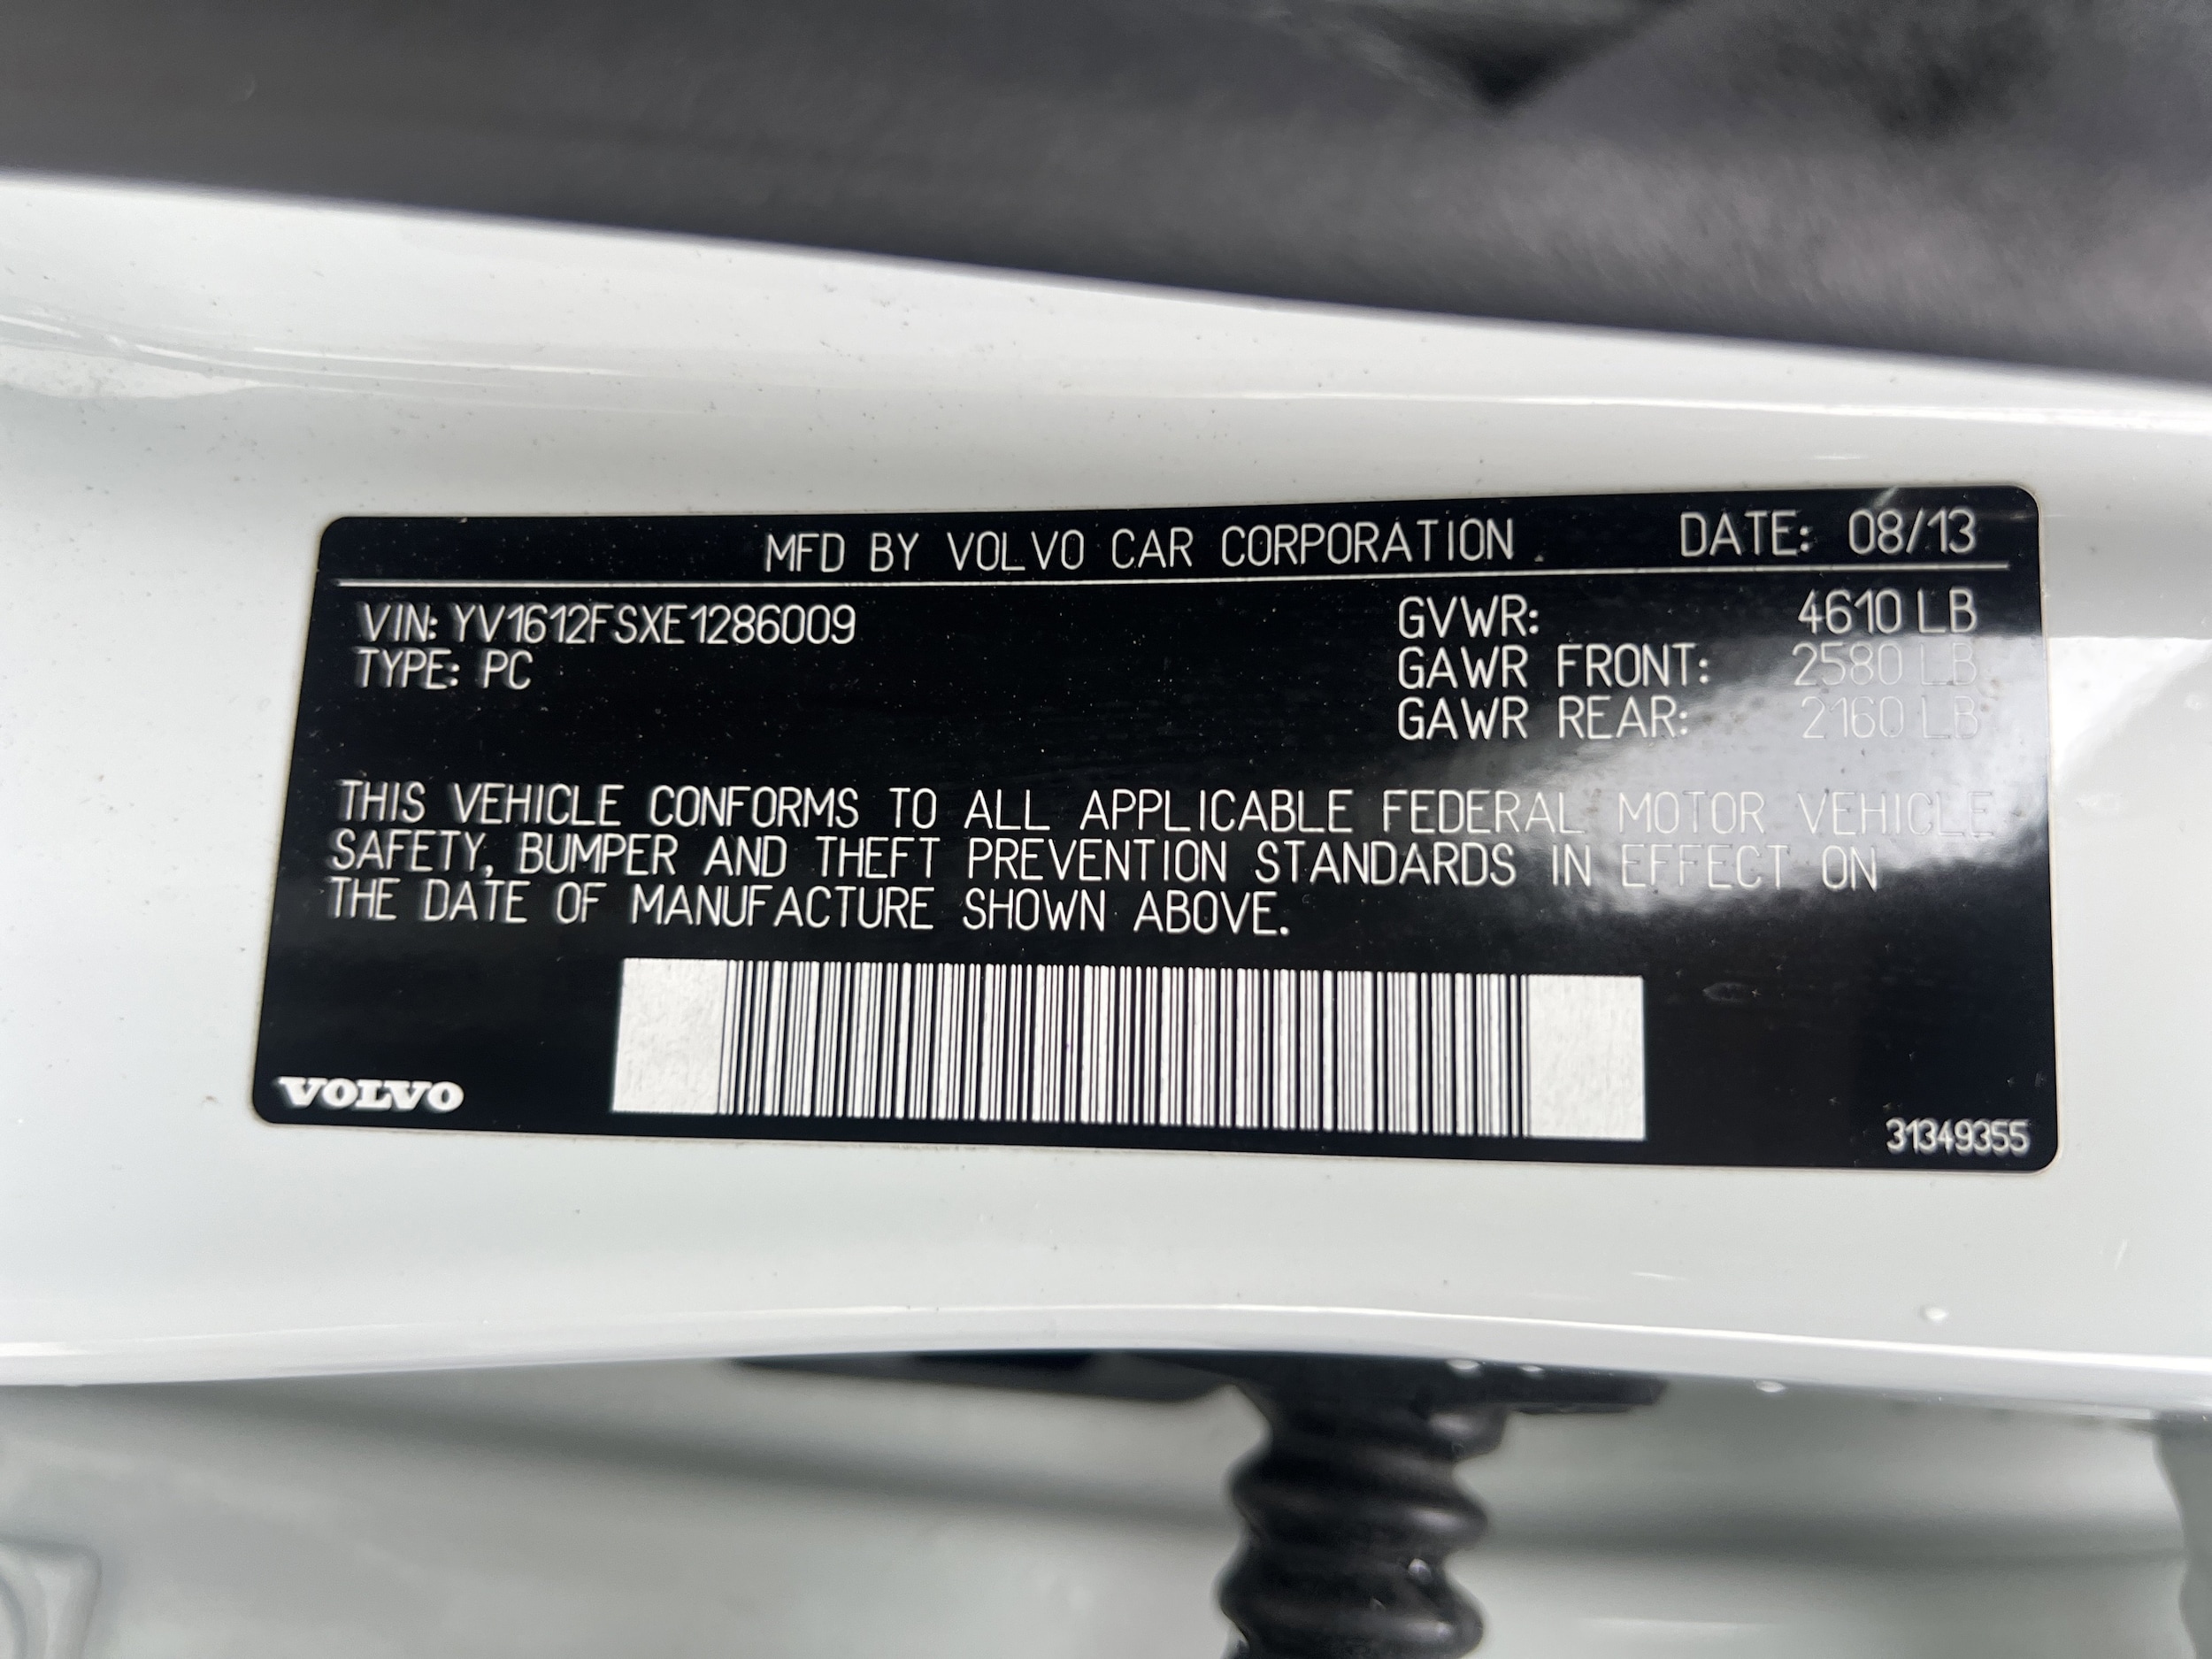 MFD BY VOLVO CAR CORPORATION DATE: 08/13
VIN: YV1612FSXE1286009 GVWR: 4610 LB
TYPE: PC GAWR FRONT: 2580 LB
GAWR REAR: 2160 LB
THIS VEHICLE CONFORMS TO ALL APPLICABLE FEDERAL MOTOR VEHICLE
SAFETY, BUMPER AND THEFT PREVENTION STANDARDS IN EFFECT ON
THE DATE OF MANUFACTURE SHOWN ABOVE.
VOLVO 31349355